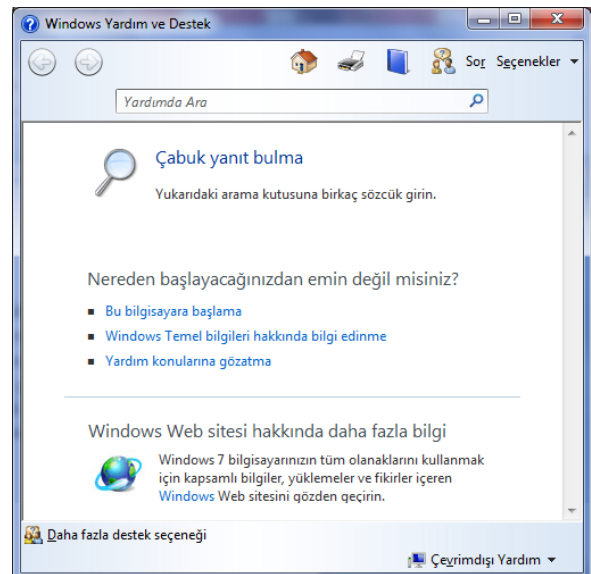 Windows Yardım ve Destek
Sor Seçenekler
Yardımda Ara
Çabuk yanıt bulma
Yukarıdaki arama kutusuna birkaç sözcük girin.
Nereden başlayacağınızdan emin değil misiniz?
Bu bilgisayara başlama
Windows Temel bilgileri hakkında bilgi edinme
Yardım konularına gözatma
Windows Web sitesi hakkında daha fazla bilgi
Windows 7 bilgisayarınızın tüm olanaklarını kullanmak
için kapsamlı bilgiler, yüklemeler ve fikirler içeren
Windows Web sitesini gözden geçirin.
Daha fazla destek seçeneği
Çevrimdışı Yardım